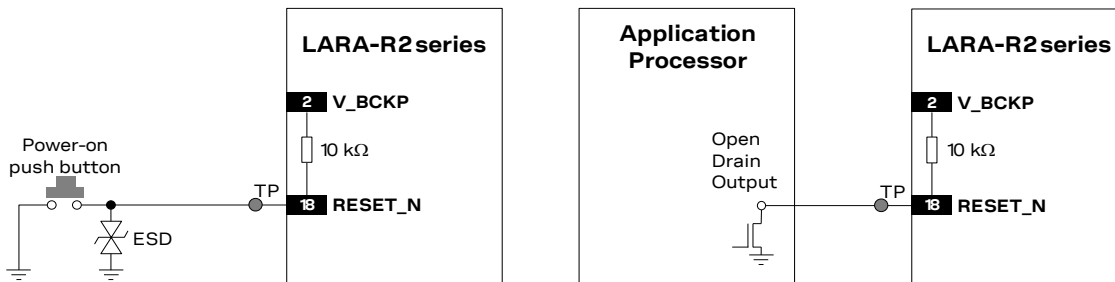 LARA-R2 series
2 V_BCKP
10 kΩ
Power-on
push button
TP
18 RESET_N
ESD
Application
Processor
Open
Drain
Output
LARA-R2 series
2 V_BCKP
10 kΩ
TP
18 RESET_N